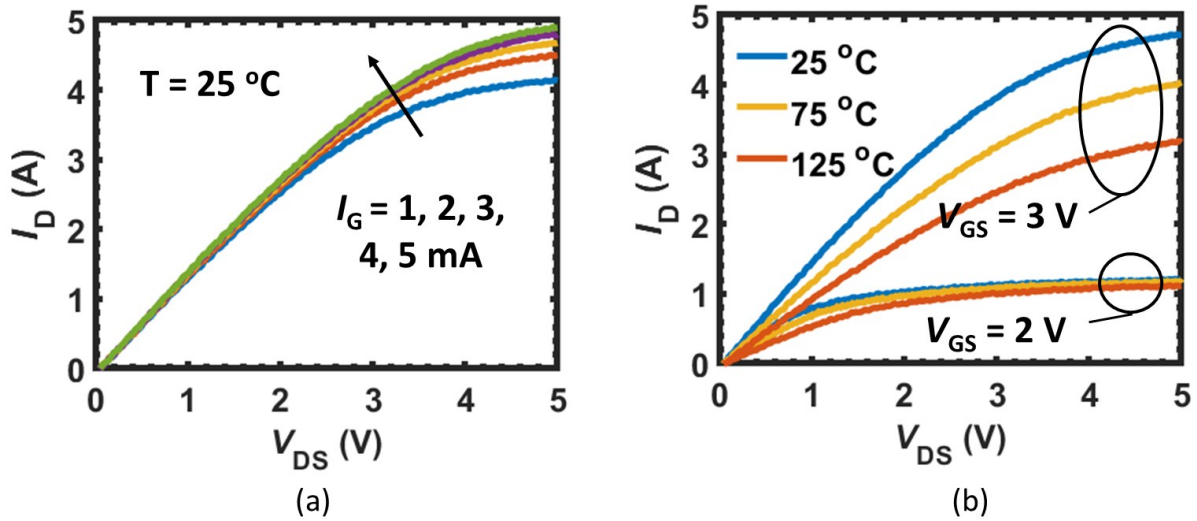 5
4
3
2
1
0
I_D (A)
T = 25 °C
I_G = 1, 2, 3,
4, 5 mA
0 1 2 3 4 5
V_DS (V)
(a)
5
4
3
2
1
0
I_D (A)
25 °C
75 °C
125 °C
V_GS = 3 V
V_GS = 2 V
0 1 2 3 4 5
V_DS (V)
(b)